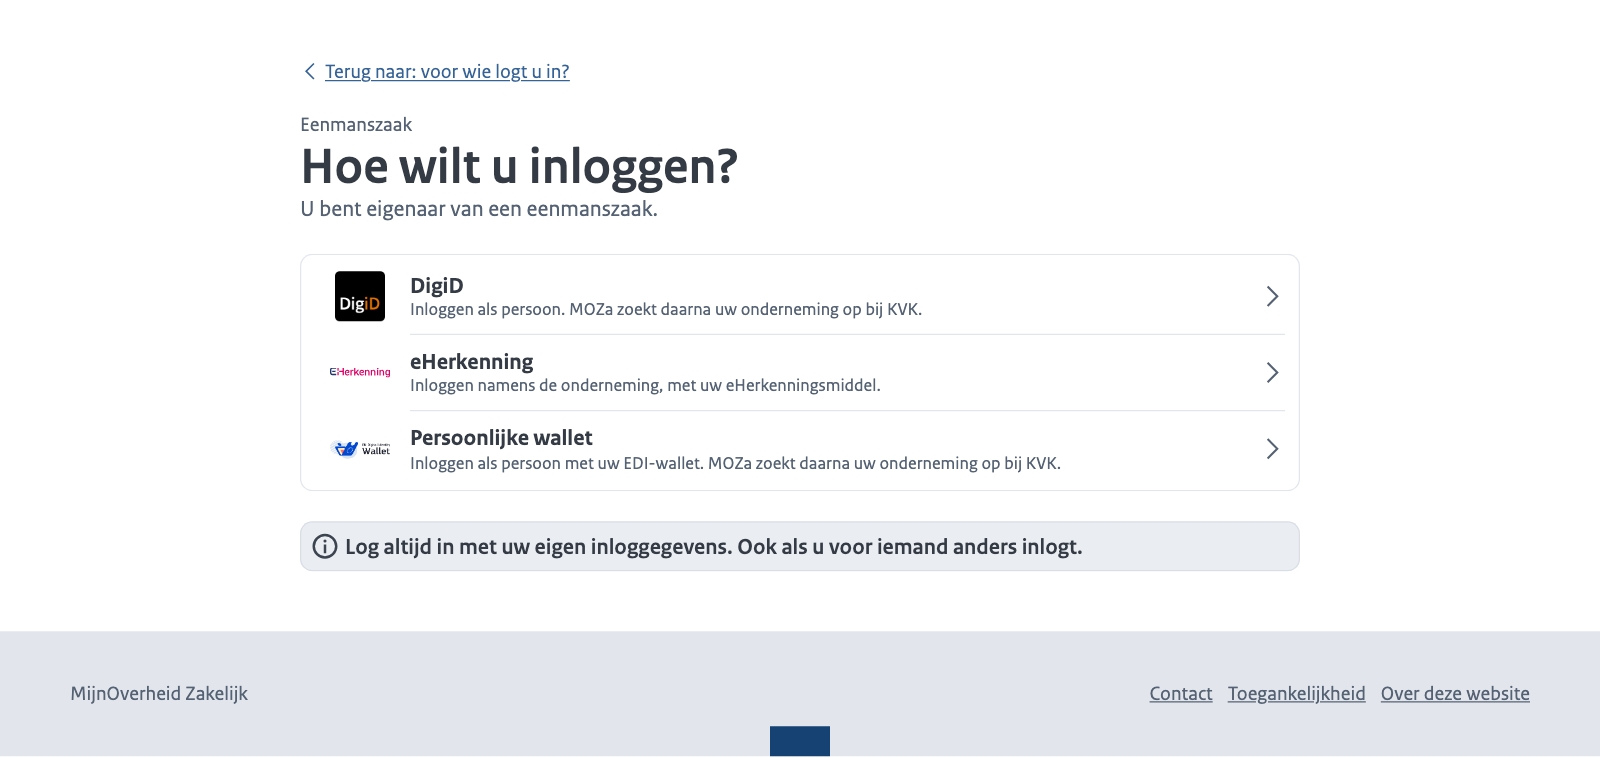 Terug naar: voor wie logt u in?
Eenmanszaak
Hoe wilt u inloggen?
U bent eigenaar van een eenmanszaak.
DigiD
DigiD
Inloggen als persoon. MOZa zoekt daarna uw onderneming op bij KVK.
eHerkenning
eHerkenning
Inloggen namens de onderneming, met uw eHerkenningsmiddel.
Wallet
Persoonlijke wallet
Inloggen als persoon met uw EDI-wallet. MOZa zoekt daarna uw onderneming op bij KVK.
Log altijd in met uw eigen inloggegevens. Ook als u voor iemand anders inlogt.
MijnOverheid Zakelijk
Contact Toegankelijkheid Over deze website